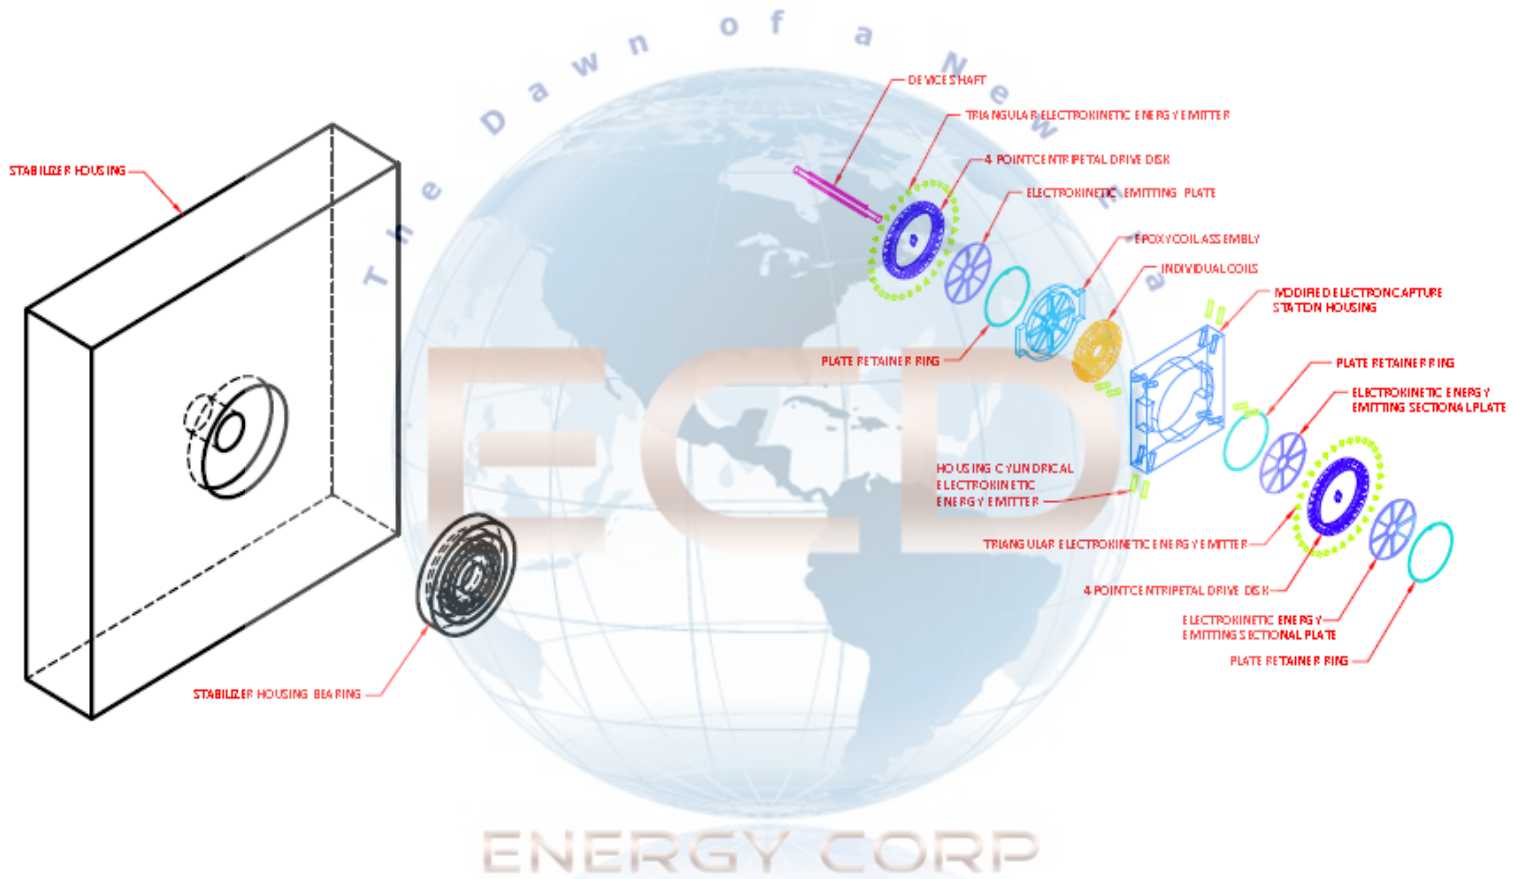 The Dawn of a New Era
DEVICE SHAFT
TRIANGULAR ELECTROKINETIC ENERGY EMITTER
4 POINT CENTRIPETAL DRIVE DISK
STABILIZER HOUSING
ELECTROKINETIC EMITTING PLATE
EPOXY COIL ASSEMBLY
INDIVIDUAL COILS
MODIFIED ELECTRON CAPTURE
STATION HOUSING
PLATE RETAINER RING
PLATE RETAINER RING
ELECTROKINETIC ENERGY
EMITTING SECTIONAL PLATE
ECD
HOUSING CYLINDRICAL
ELECTROKINETIC
ENERGY EMITTER
TRIANGULAR ELECTROKINETIC ENERGY EMITTER
4 POINT CENTRIPETAL DRIVE DISK
ELECTROKINETIC ENERGY
EMITTING SECTIONAL PLATE
PLATE RETAINER RING
STABILIZER HOUSING BEARING
ENERGY CORP